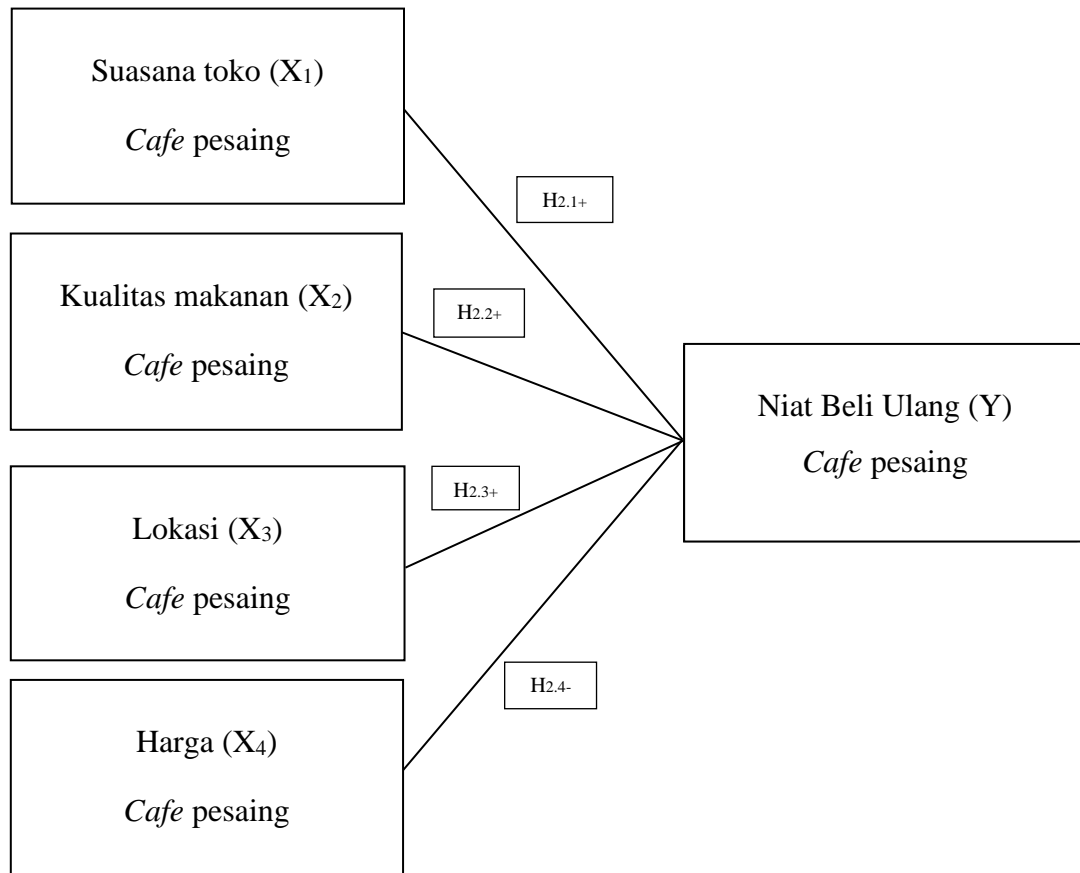 Suasana toko (X₁)
Cafe pesaing
H2.1+
Kualitas makanan (X₂)
Cafe pesaing
H2.2+
Niat Beli Ulang (Y)
Cafe pesaing
Lokasi (X₃)
Cafe pesaing
H2.3+
Harga (X₄)
Cafe pesaing
H2.4-